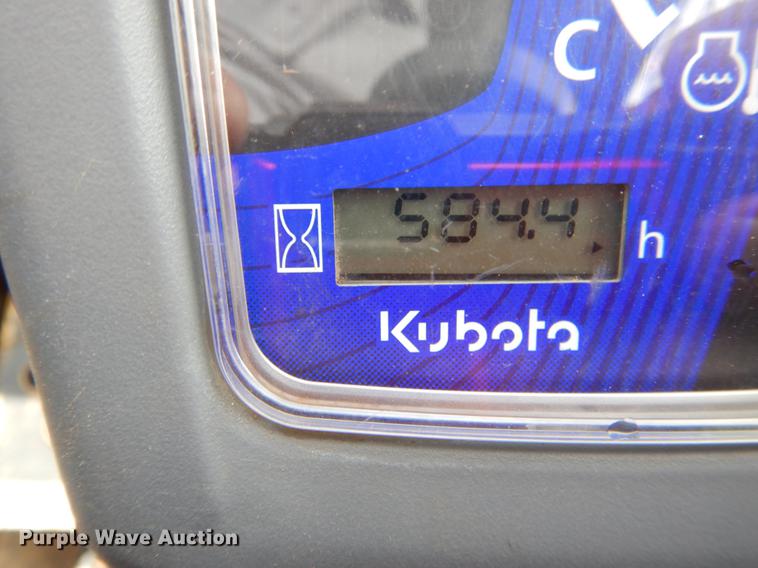 C
584.4 h
Kubota
Purple Wave Auction